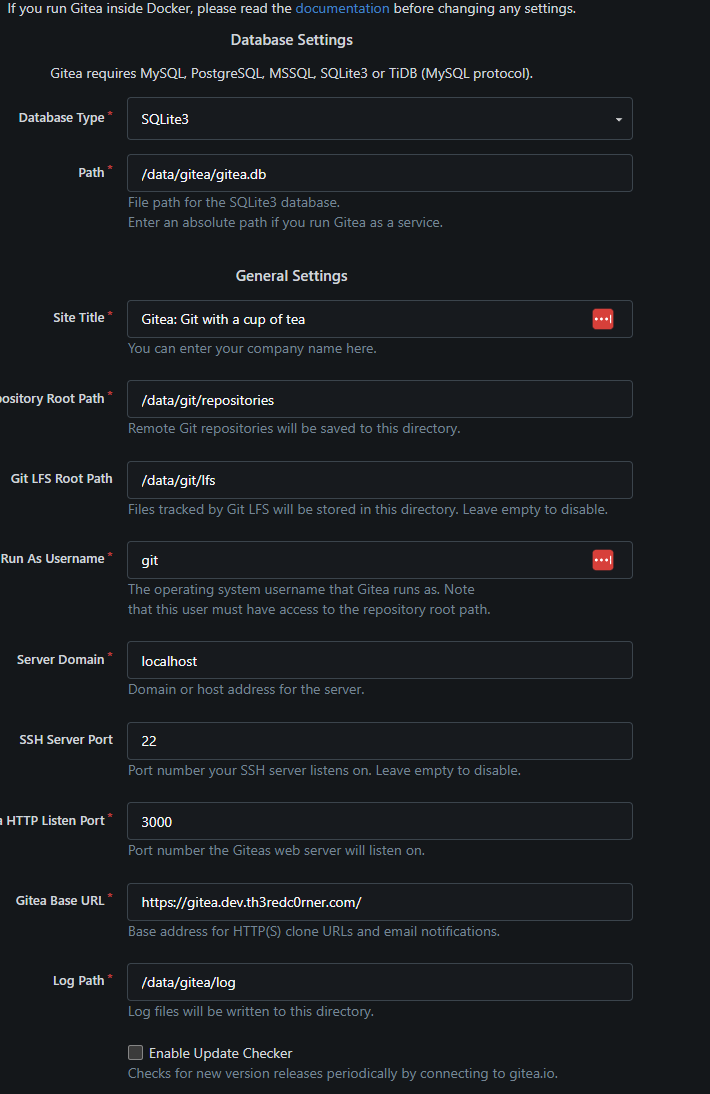 If you run Gitea inside Docker, please read the documentation before changing any settings.
Database Settings
Gitea requires MySQL, PostgreSQL, MSSQL, SQLite3 or TiDB (MySQL protocol).
Database Type *
SQLite3
Path *
/data/gitea/gitea.db
File path for the SQLite3 database.
Enter an absolute path if you run Gitea as a service.
General Settings
Site Title *
Gitea: Git with a cup of tea
You can enter your company name here.
ository Root Path *
/data/git/repositories
Remote Git repositories will be saved to this directory.
Git LFS Root Path
/data/git/lfs
Files tracked by Git LFS will be stored in this directory. Leave empty to disable.
Run As Username *
git
The operating system username that Gitea runs as. Note
that this user must have access to the repository root path.
Server Domain *
localhost
Domain or host address for the server.
SSH Server Port
22
Port number your SSH server listens on. Leave empty to disable.
a HTTP Listen Port *
3000
Port number the Giteas web server will listen on.
Gitea Base URL *
https://gitea.dev.th3redc0rner.com/
Base address for HTTP(S) clone URLs and email notifications.
Log Path *
/data/gitea/log
Log files will be written to this directory.
Enable Update Checker
Checks for new version releases periodically by connecting to gitea.io.